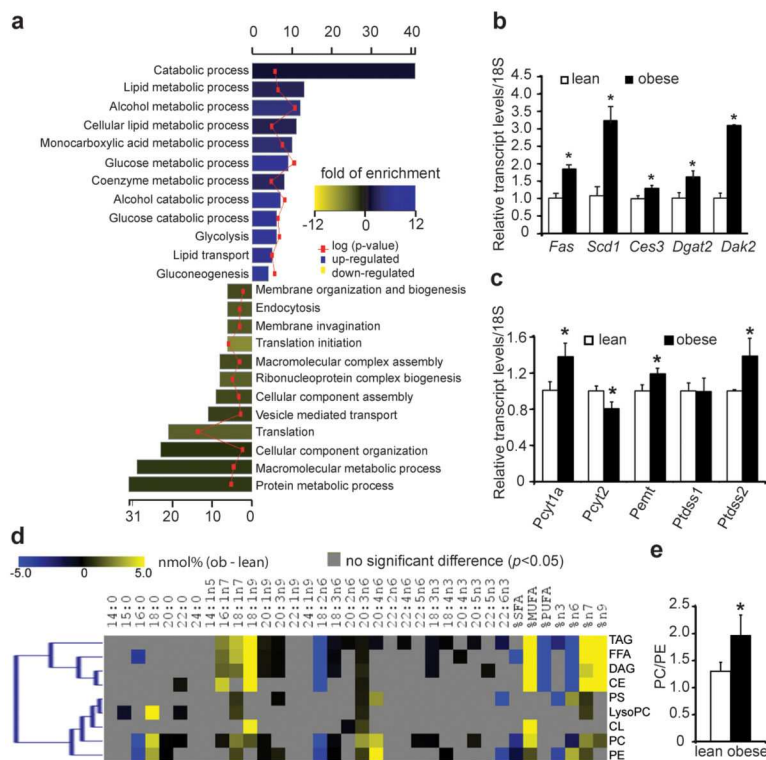 a
0 10 20 30 40
Catabolic process
Lipid metabolic process
Alcohol metabolic process
Cellular lipid metabolic process
Monocarboxylic acid metabolic process
Glucose metabolic process
Coenzyme metabolic process
Alcohol catabolic process
Glucose catabolic process
Glycolysis
Lipid transport
Gluconeogenesis
fold of enrichment
-12 0 12
log (p-value)
up-regulated
down-regulated
Membrane organization and biogenesis
Endocytosis
Membrane invagination
Translation initiation
Macromolecular complex assembly
Ribonucleoprotein complex biogenesis
Cellular component assembly
Vesicle mediated transport
Translation
Cellular component organization
Macromolecular metabolic process
Protein metabolic process
31 20 10 0
b
Relative transcript levels/18S
4.5
4.0
3.5
3.0
2.5
2.0
1.5
1.0
0
lean obese
* * * * *
Fas Scd1 Ces3 Dgat2 Dak2
c
Relative transcript levels/18S
1.6
1.2
0.8
0.4
0
lean obese
* * * *
Pcyt1a Pcyt2 Pemt Ptdss1 Ptdss2
d
-5.0 0 5.0
nmol% (ob - lean)
no significant difference (p<0.05)
14:0
15:0
16:0
18:0
20:0
22:0
24:0
14:1n5
16:1n7
18:1n7
18:1n9
20:1n9
20:3n9
22:1n9
24:1n9
18:2n6
18:3n6
20:2n6
20:3n6
20:4n6
22:2n6
22:4n6
22:5n6
18:3n3
18:4n3
20:4n3
20:5n3
22:5n3
22:6n3
%SFA
%MUFA
%PUFA
%n3
%n6
%n7
%n9
TAG
FFA
DAG
CE
PS
LysoPC
CL
PC
PE
e
PC/PE
2.5
2.0
1.5
1.0
0.5
0
*
lean obese